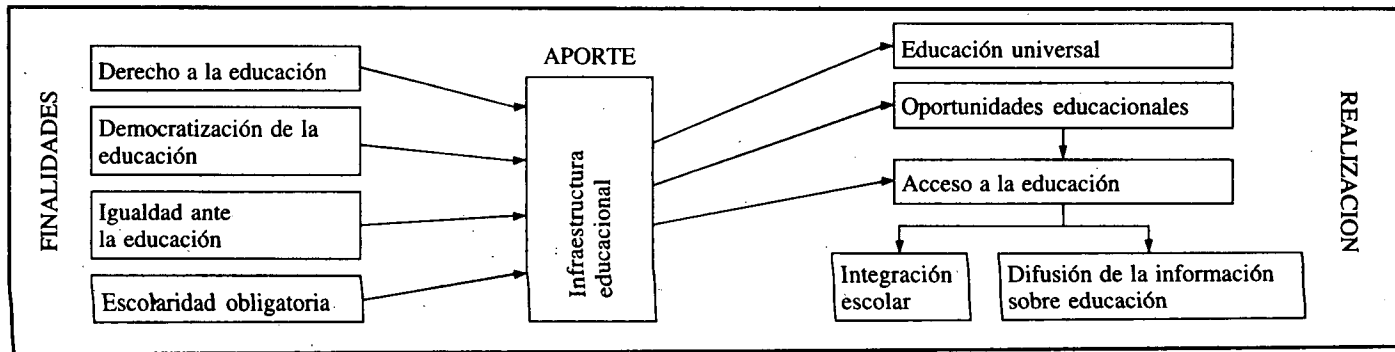 FINALIDADES
Derecho a la educación
Democratización de la
educación
Igualdad ante
la educación
Escolaridad obligatoria
APORTE
Infraestructura
educacional
Educación universal
Oportunidades educacionales
Acceso a la educación
Integración
escolar
Difusión de la información
sobre educación
REALIZACION